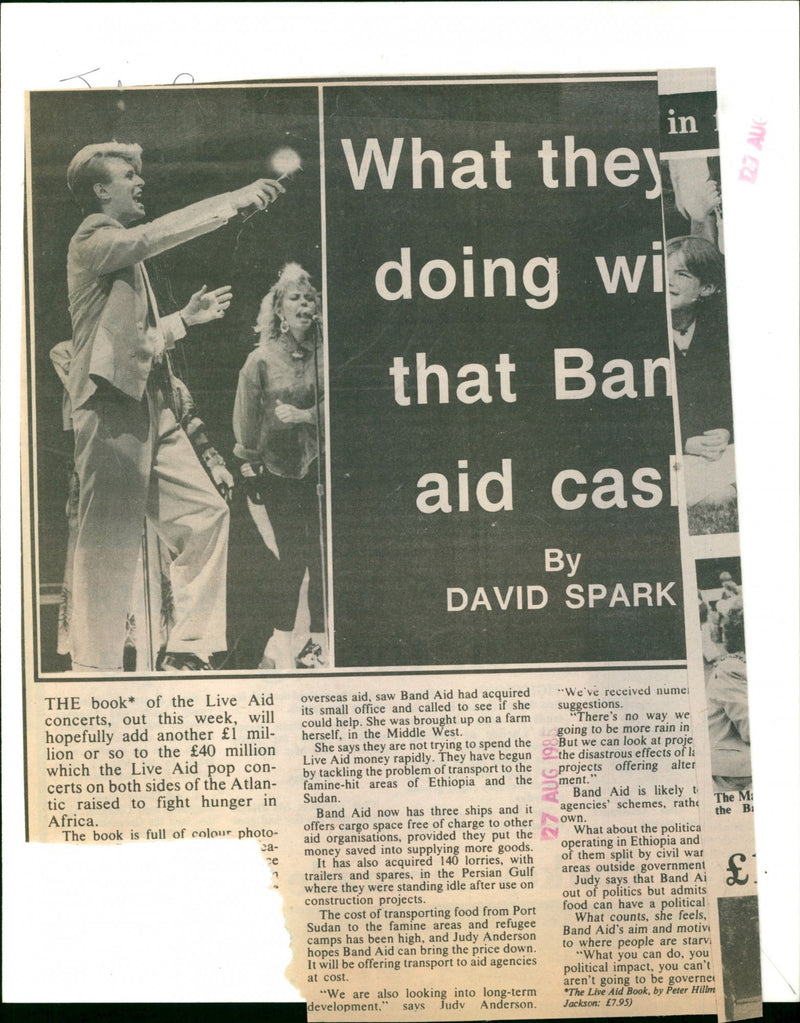 What they
doing wi
that Ban
aid cas
By
DAVID SPARK
THE book* of the Live Aid
concerts, out this week, will
hopefully add another £1 mil-
lion or so to the £40 million
which the Live Aid pop con-
certs on both sides of the Atlan-
tic raised to fight hunger in
Africa.
The book is full of colour photo-
overseas aid, saw Band Aid had acquired
its small office and called to see if she
could help. She was brought up on a farm
herself, in the Middle West.
She says they are not trying to spend the
Live Aid money rapidly. They have begun
by tackling the problem of transport to the
famine-hit areas of Ethiopia and the
Sudan.
Band Aid now has three ships and it
offers cargo space free of charge to other
aid organisations, provided they put the
money saved into supplying more goods.
It has also acquired 140 lorries, with
trailers and spares, in the Persian Gulf
where they were standing idle after use on
construction projects.
The cost of transporting food from Port
Sudan to the famine areas and refugee
camps has been high, and Judy Anderson
hopes Band Aid can bring the price down.
It will be offering transport to aid agencies
at cost.
"We are also looking into long-term
development," says Judy Anderson.
"We've received numer
suggestions.
"There's no way we
going to be more rain in
But we can look at proje
the disastrous effects of la
projects offering alter
ment."
Band Aid is likely t
agencies' schemes, rathe
own.
What about the politica
operating in Ethiopia and
of them split by civil war
areas outside government
Judy says that Band Ai
out of politics but admits
food can have a political
What counts, she feels,
Band Aid's aim and motiv
to where people are starvi
"What you can do, you
political impact, you can't
aren't going to be governe
*The Live Aid Book, by Peter Hillm
Jackson: £7.95)
27 AUG 1985
in
27 AUG
The Ma
the Ba
£